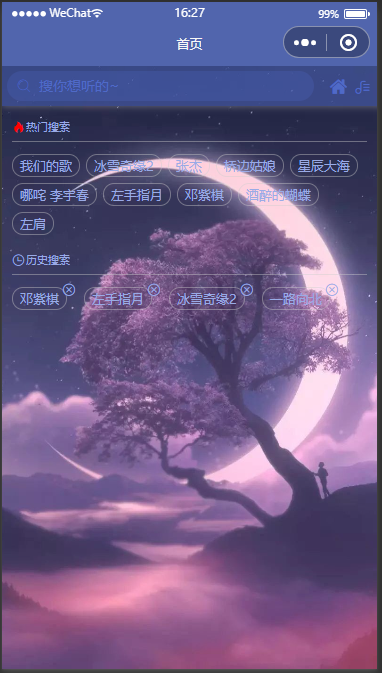 WeChat 16:27 99%
首页
搜你想听的~
热门搜索
我们的歌 冰雪奇缘2 张杰 桥边姑娘 星辰大海
哪咤 李宇春 左手指月 邓紫棋 酒醉的蝴蝶
左肩
历史搜索
邓紫棋 左手指月 冰雪奇缘2 一路向北